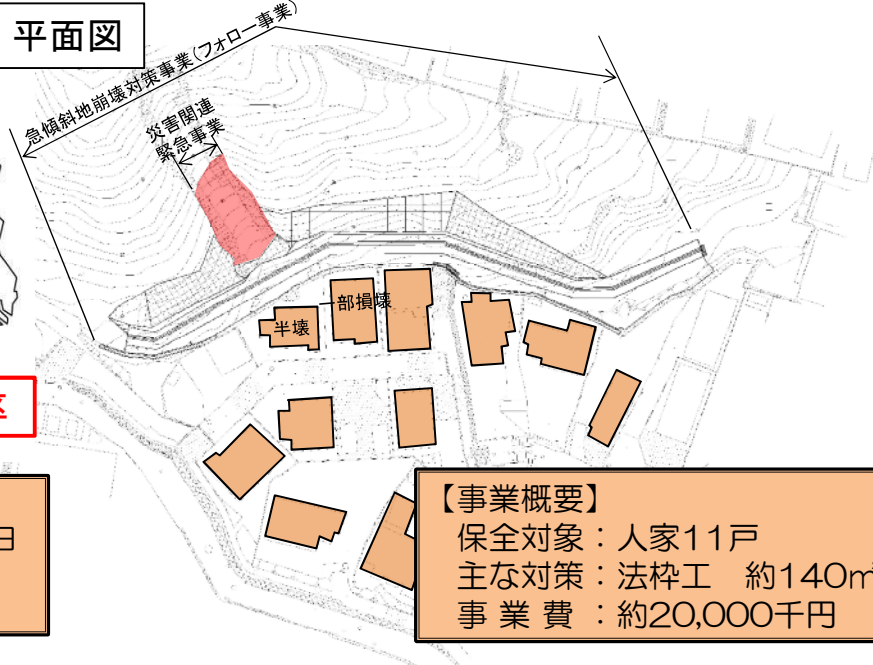 平面図
急傾斜地崩壊対策事業(フォロー事業)
災害関連
緊急事業
一部損壊
半壊
区
日
【事業概要】
保全対象：人家11戸
主な対策：法枠工　約140㎡
事業費：約20,000千円